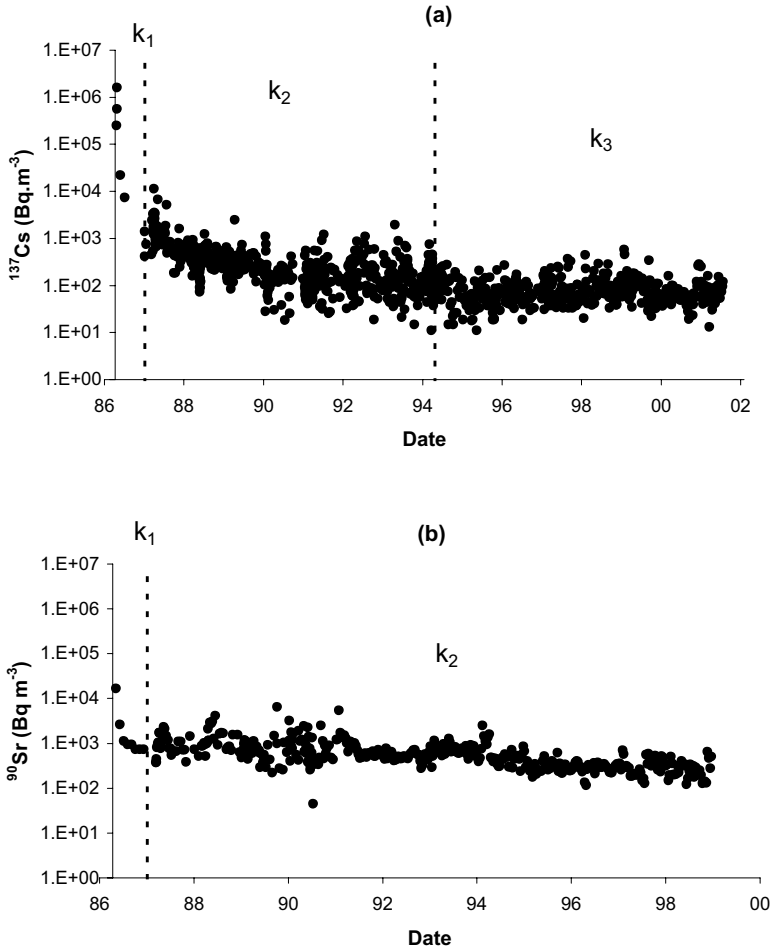 (a)
k₁
k₂
k₃
1.E+07
1.E+06
1.E+05
1.E+04
1.E+03
1.E+02
1.E+01
1.E+00
¹³⁷Cs (Bq.m⁻³)
86 88 90 92 94 96 98 00 02
Date
(b)
k₁
k₂
1.E+07
1.E+06
1.E+05
1.E+04
1.E+03
1.E+02
1.E+01
1.E+00
⁹⁰Sr (Bq m⁻³)
86 88 90 92 94 96 98 00
Date